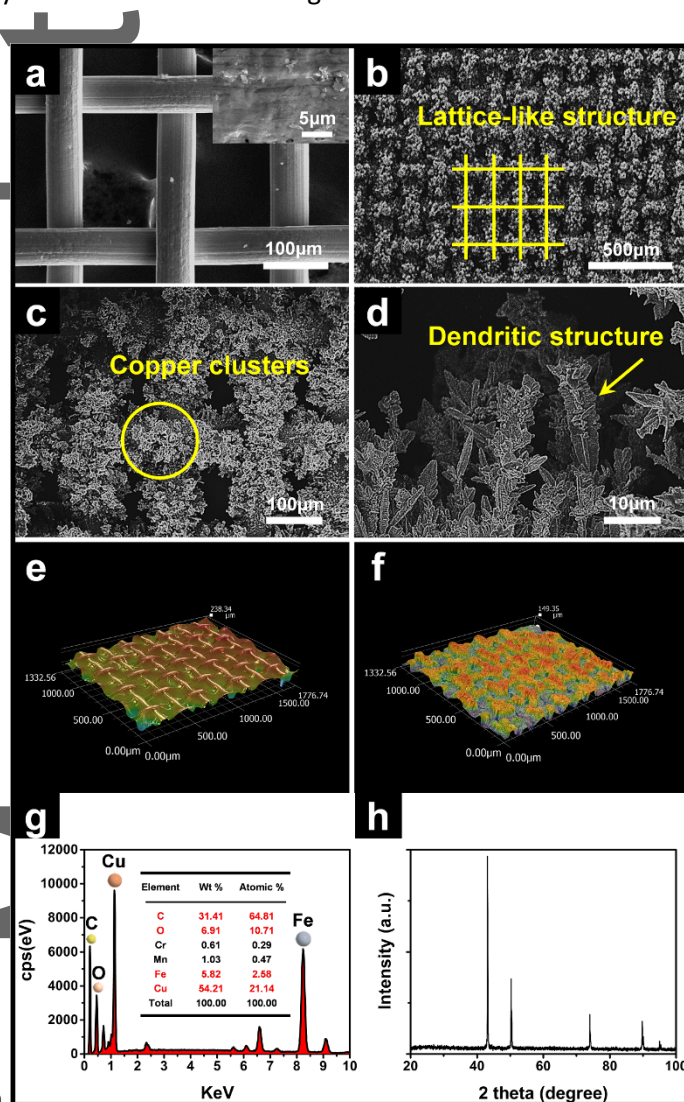 a
5μm
100μm
b
Lattice-like structure
500μm
c
Copper clusters
100μm
d
Dendritic structure
10μm
e
238.34
μm
1332.56
1000.00
500.00
0.00μm
0.00μm
500.00
1000.00
1500.00
1776.74
f
149.35
μm
1332.56
1000.00
500.00
0.00μm
0.00μm
500.00
1000.00
1500.00
1776.74
g
cps(eV)
12000
10000
8000
6000
4000
2000
0
C
O
Cu
Fe
Element Wt % Atomic %
C 31.41 64.81
O 6.91 10.71
Cr 0.61 0.29
Mn 1.03 0.47
Fe 5.82 2.58
Cu 54.21 21.14
Total 100.00 100.00
0 1 2 3 4 5 6 7 8 9 10
KeV
h
Intensity (a.u.)
20 40 60 80 100
2 theta (degree)